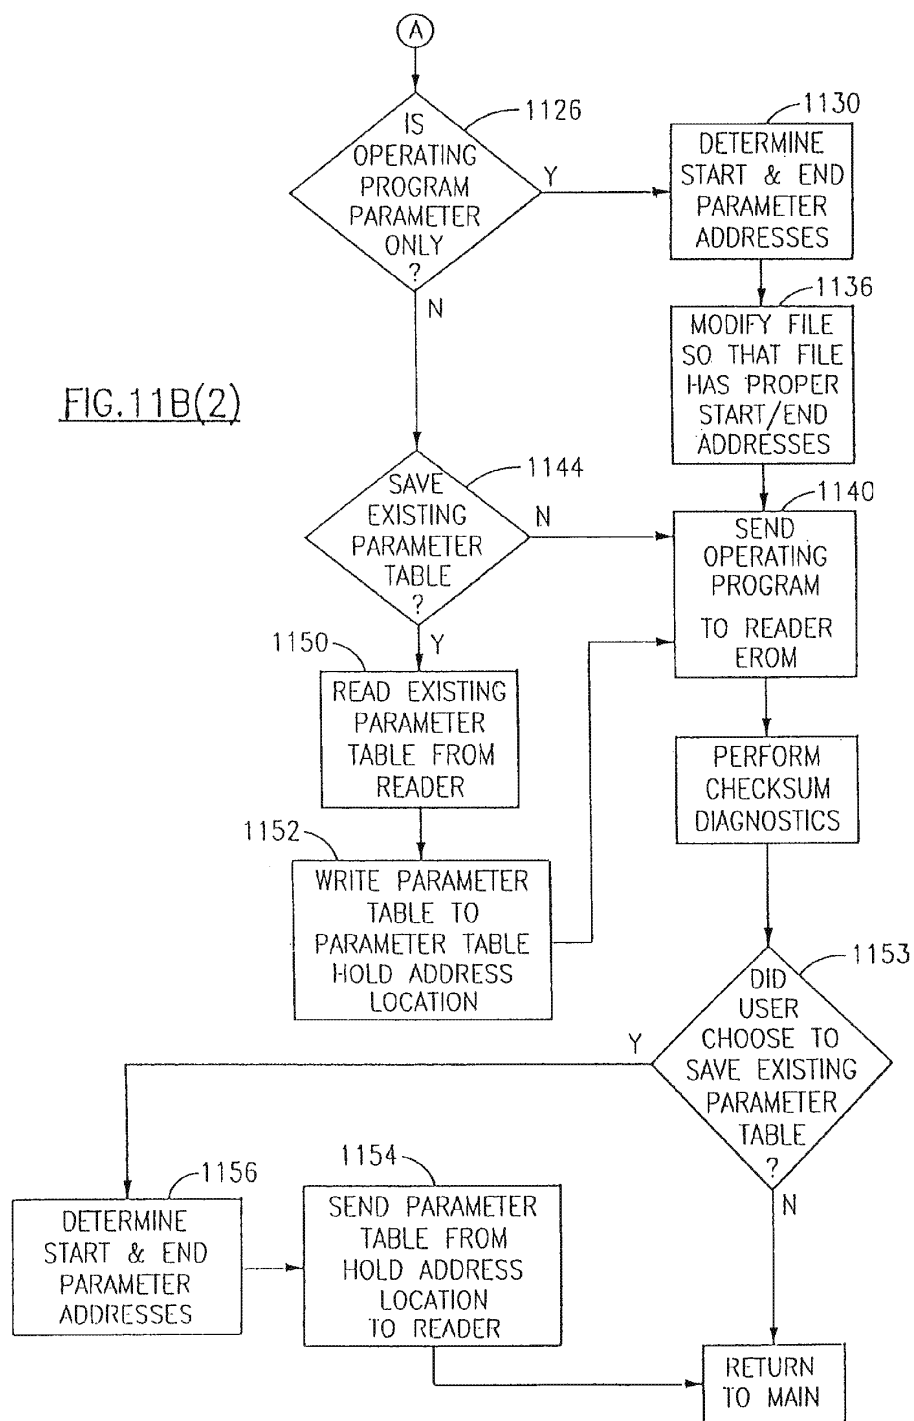 A
1126
IS
OPERATING
PROGRAM
PARAMETER
ONLY
?
Y
N
1130
DETERMINE
START & END
PARAMETER
ADDRESSES
1136
MODIFY FILE
SO THAT FILE
HAS PROPER
START/END
ADDRESSES
FIG.11B(2)
1144
SAVE
EXISTING
PARAMETER
TABLE
?
N
Y
1140
SEND
OPERATING
PROGRAM
TO READER
EROM
1150
READ EXISTING
PARAMETER
TABLE FROM
READER
PERFORM
CHECKSUM
DIAGNOSTICS
1152
WRITE PARAMETER
TABLE TO
PARAMETER TABLE
HOLD ADDRESS
LOCATION
1153
DID
USER
CHOOSE TO
SAVE EXISTING
PARAMETER
TABLE
?
Y
N
1156
DETERMINE
START & END
PARAMETER
ADDRESSES
1154
SEND PARAMETER
TABLE FROM
HOLD ADDRESS
LOCATION
TO READER
RETURN
TO MAIN